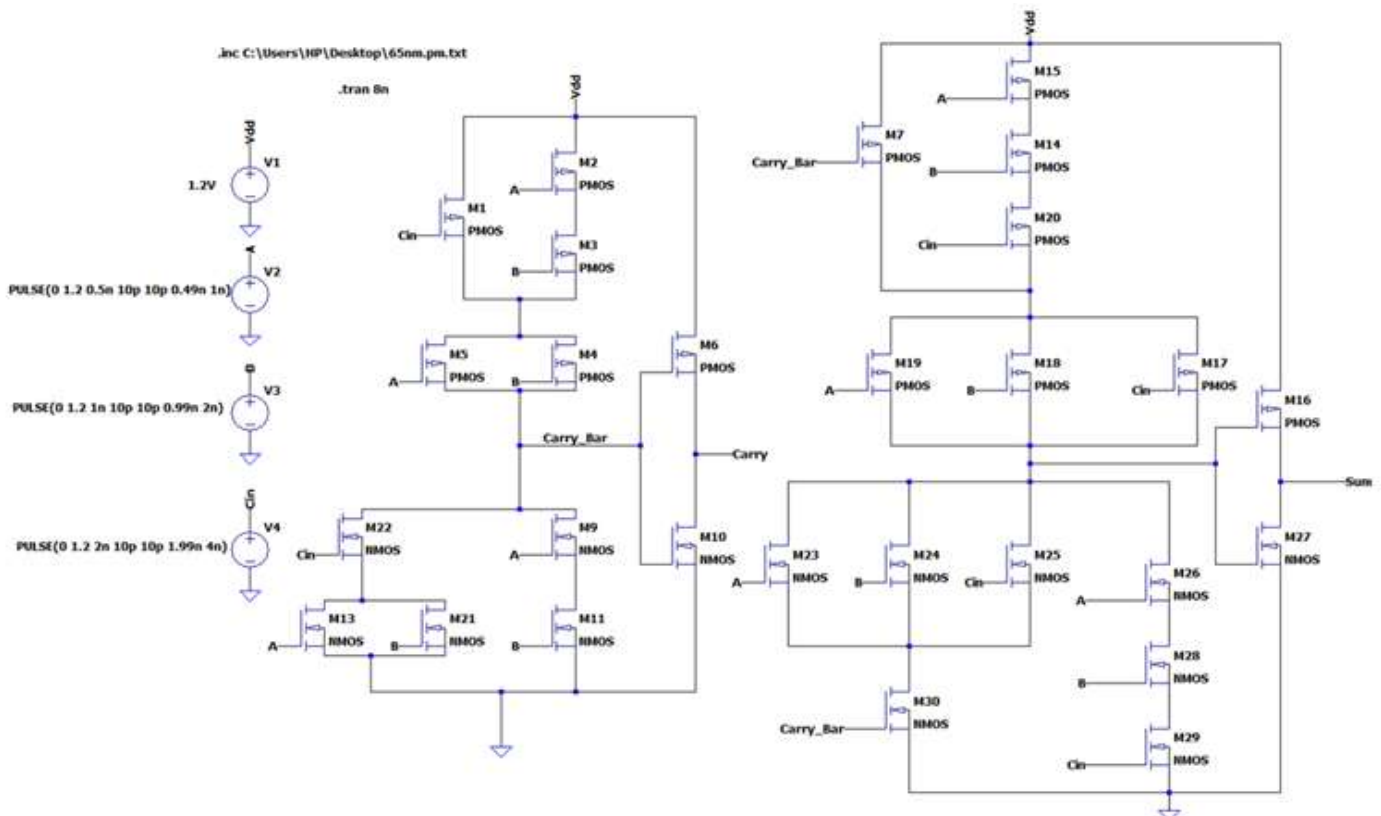 .inc C:\Users\HP\Desktop\65nm.pm.txt
.tran 8n
Vdd
V1
1.2V
A
V2
PULSE(0 1.2 0.5n 10p 10p 0.49n 1n)
B
V3
PULSE(0 1.2 1n 10p 10p 0.99n 2n)
Cin
V4
PULSE(0 1.2 2n 10p 10p 1.99n 4n)
Vdd
M2
PMOS
A
M1
PMOS
Cin
M3
PMOS
B
M5
PMOS
A
M4
PMOS
B
M6
PMOS
Carry_Bar
Carry
M22
NMOS
Cin
M9
NMOS
A
M10
NMOS
M13
NMOS
A
M21
NMOS
B
M11
NMOS
B
Vdd
M15
PMOS
A
M7
PMOS
Carry_Bar
M14
PMOS
B
M20
PMOS
Cin
M19
PMOS
A
M18
PMOS
B
M17
PMOS
Cin
M16
PMOS
Sum
M23
NMOS
A
M24
NMOS
B
M25
NMOS
Cin
M27
NMOS
M26
NMOS
A
M28
NMOS
B
M30
NMOS
Carry_Bar
M29
NMOS
Cin